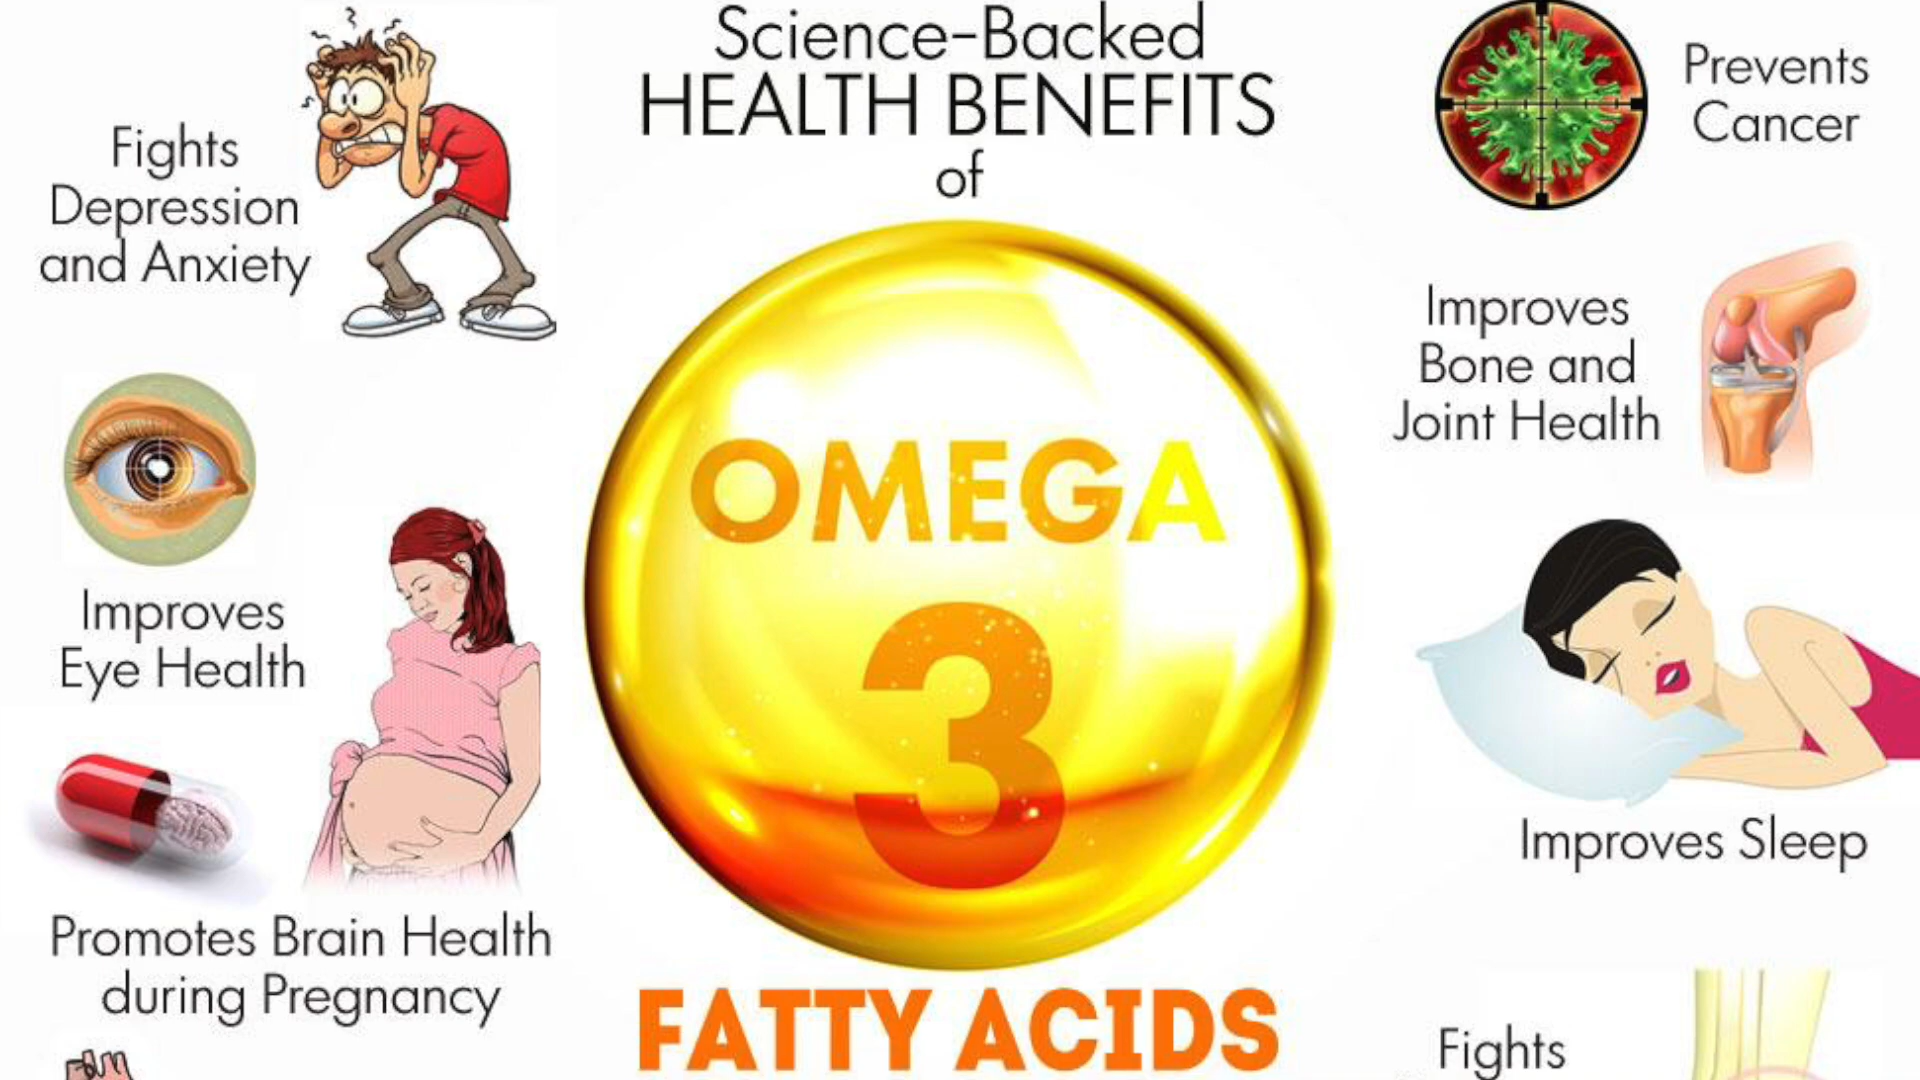 Science-Backed
HEALTH BENEFITS
of
OMEGA
3
FATTY ACIDS
Fights
Depression
and Anxiety
Improves
Eye Health
Promotes Brain Health
during Pregnancy
Prevents
Cancer
Improves
Bone and
Joint Health
Improves Sleep
Fights